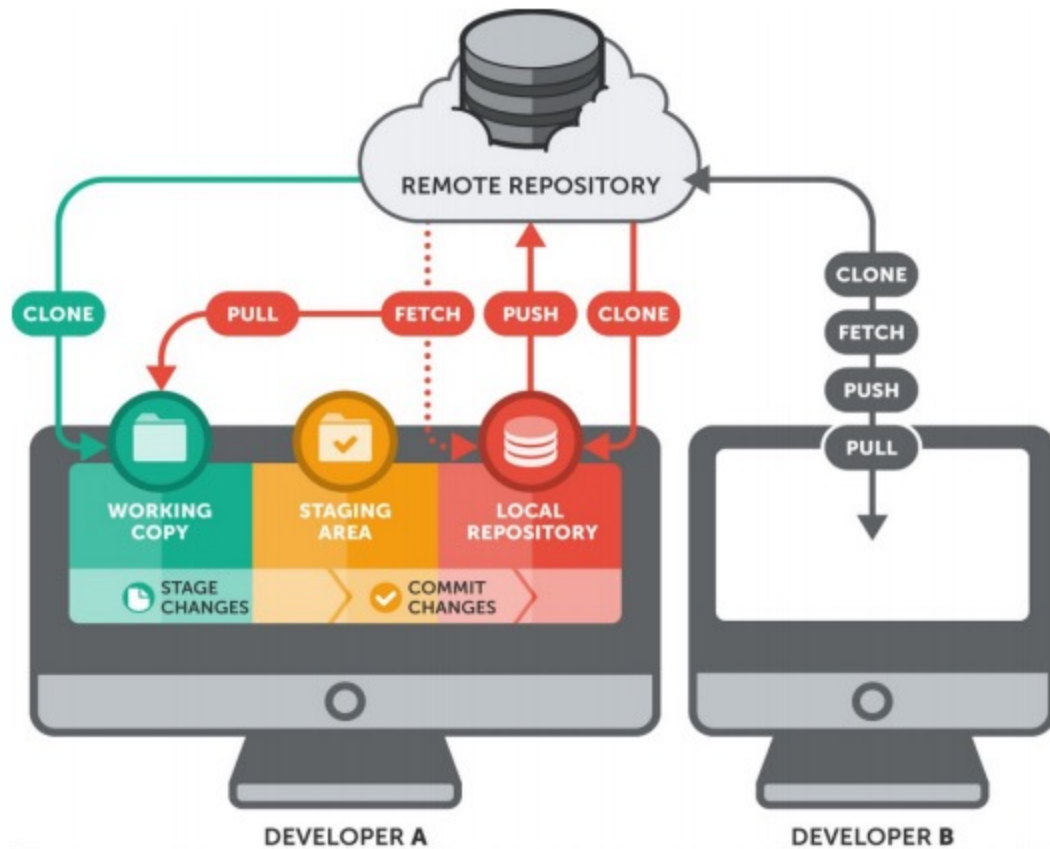 REMOTE REPOSITORY
CLONE
PULL
FETCH
PUSH
CLONE
CLONE
FETCH
PUSH
PULL
WORKING
COPY
STAGING
AREA
LOCAL
REPOSITORY
STAGE
CHANGES
COMMIT
CHANGES
DEVELOPER A
DEVELOPER B